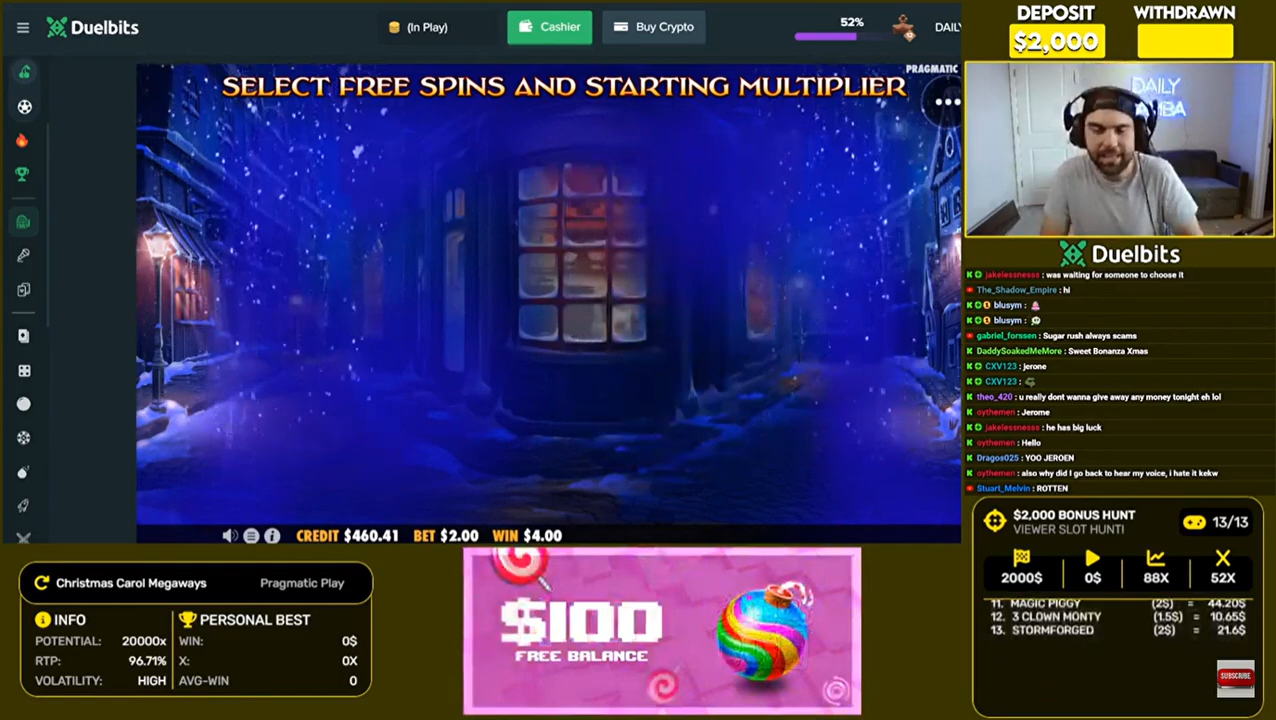 Duelbits
(In Play)
Cashier
Buy Crypto
52%
DAIL
DEPOSIT
$2,000
WITHDRAWN
SELECT FREE SPINS AND STARTING MULTIPLIER
PRAGMATIC
DAILY
Duelbits
jakelessnesss : was waiting for someone to choose it
The_Shadow_Empire : hi
blusym :
blusym :
gabriel_forssen : Sugar rush always scams
DaddySoakedMeMore : Sweet Bonanza Xmas
CXV123 : jerone
CXV123 :
theo_420 : u really dont wanna give away any money tonight eh lol
oythemen : Jerome
jakelessnesss : he has big luck
oythemen : Hello
Dragos025 : YOO JEROEN
oythemen : also why did I go back to hear my voice, i hate it kekw
Stuart_Melvin : ROTTEN
CREDIT $460.41 BET $2.00 WIN $4.00
Christmas Carol Megaways
Pragmatic Play
INFO
POTENTIAL: 20000x
RTP: 96.71%
VOLATILITY: HIGH
PERSONAL BEST
WIN: 0$
X: 0X
AVG-WIN 0
$100
FREE BALANCE
$2,000 BONUS HUNT
VIEWER SLOT HUNT!
13/13
2000$ 0$ 88X 52X
11. MAGIC PIGGY (2$) = 44.20$
12. 3 CLOWN MONTY (1.5$) = 10.65$
13. STORMFORGED (2$) = 21.6$
SUBSCRIBE